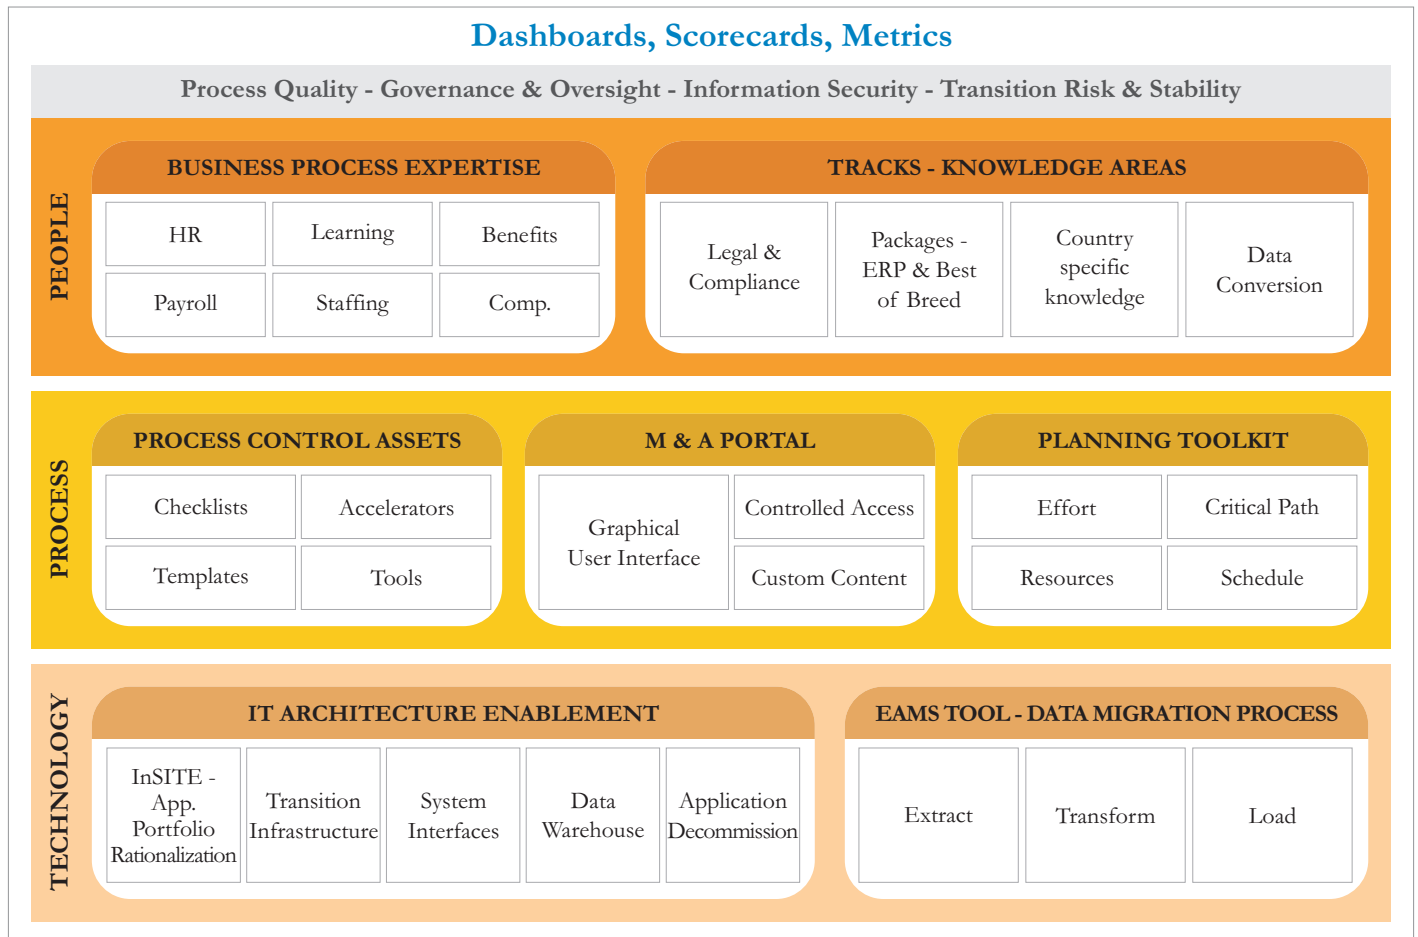 Dashboards, Scorecards, Metrics
Process Quality - Governance & Oversight - Information Security - Transition Risk & Stability
PEOPLE
BUSINESS PROCESS EXPERTISE
HR
Learning
Benefits
Payroll
Staffing
Comp.
TRACKS - KNOWLEDGE AREAS
Legal &
Compliance
Packages -
ERP & Best
of Breed
Country
specific
knowledge
Data
Conversion
PROCESS
PROCESS CONTROL ASSETS
Checklists
Accelerators
Templates
Tools
M & A PORTAL
Graphical
User Interface
Controlled Access
Custom Content
PLANNING TOOLKIT
Effort
Critical Path
Resources
Schedule
TECHNOLOGY
IT ARCHITECTURE ENABLEMENT
InSITE -
App.
Portfolio
Rationalization
Transition
Infrastructure
System
Interfaces
Data
Warehouse
Application
Decommission
EAMS TOOL - DATA MIGRATION PROCESS
Extract
Transform
Load